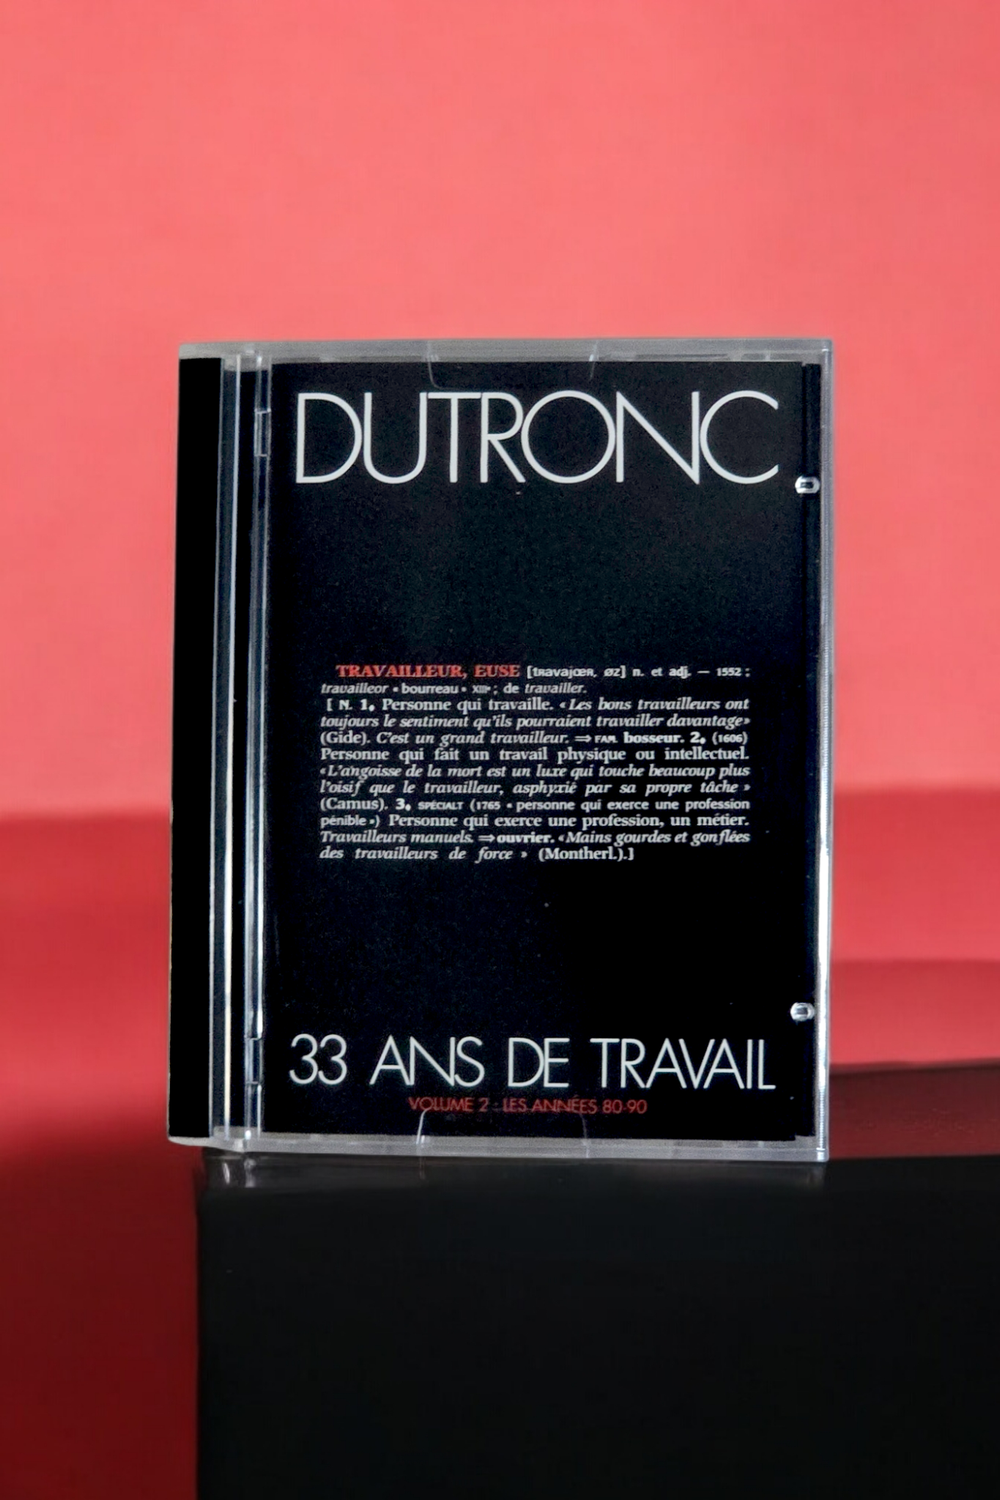 DUTRONC
TRAVAILLEUR, EUSE [tʀavajœʀ, øz] n. et adj. — 1552 ;
travailleor « bourreau » XIIIᵉ ; de travailler.
[ N. 1. Personne qui travaille. « Les bons travailleurs ont
toujours le sentiment qu'ils pourraient travailler davantage »
(Gide). C'est un grand travailleur. ⇒ FAM. bosseur. 2. (1606)
Personne qui fait un travail physique ou intellectuel.
« L'angoisse de la mort est un luxe qui touche beaucoup plus
l'oisif que le travailleur, asphyxié par sa propre tâche »
(Camus). 3. SPÉCIALT (1765 « personne qui exerce une profession
pénible ») Personne qui exerce une profession, un métier.
Travailleurs manuels. ⇒ ouvrier. « Mains gourdes et gonflées
des travailleurs de force » (Montherl.).]
33 ANS DE TRAVAIL
VOLUME 2 - LES ANNÉES 80-90